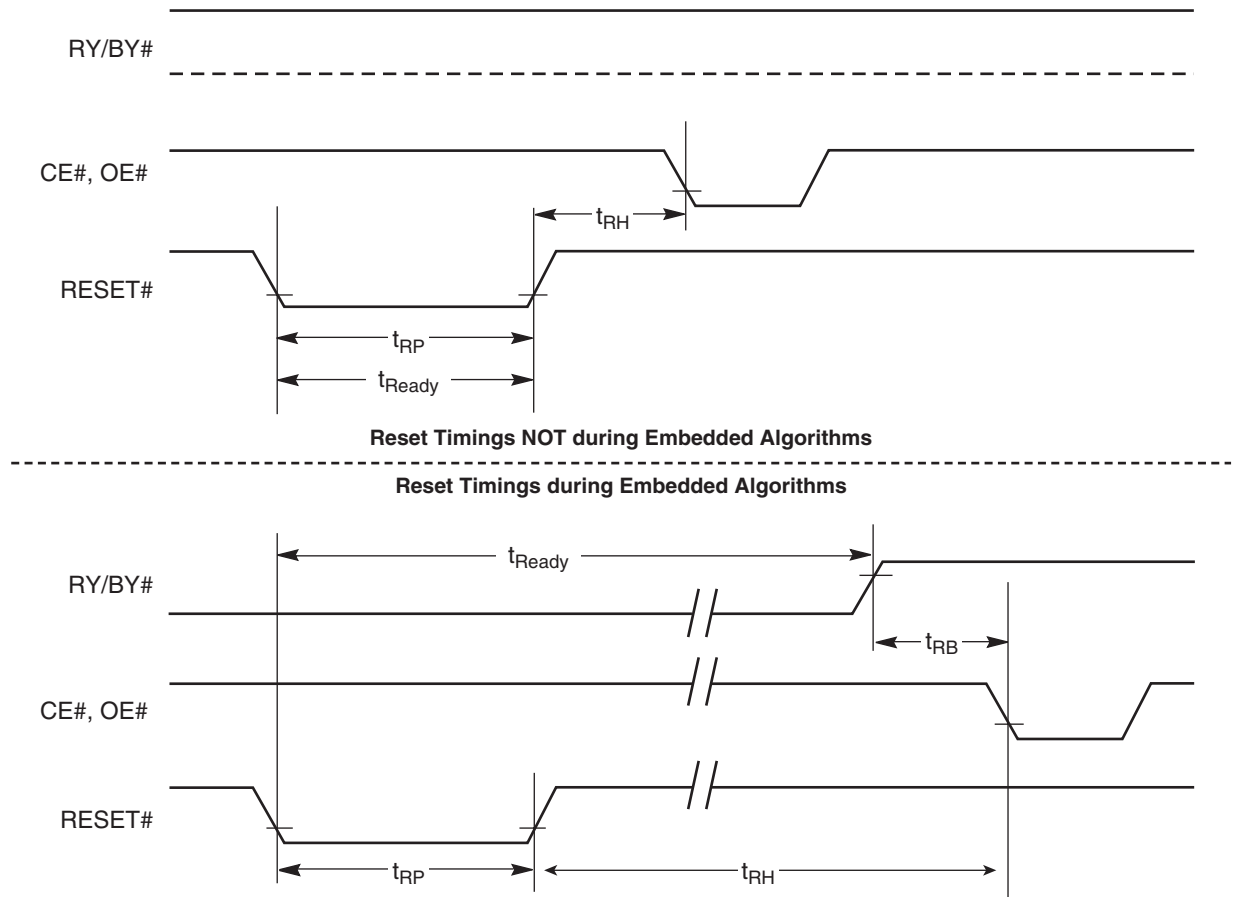 RY/BY#
CE#, OE#
tRH
RESET#
tRP
tReady
Reset Timings NOT during Embedded Algorithms
Reset Timings during Embedded Algorithms
tReady
RY/BY#
tRB
CE#, OE#
RESET#
tRP
tRH